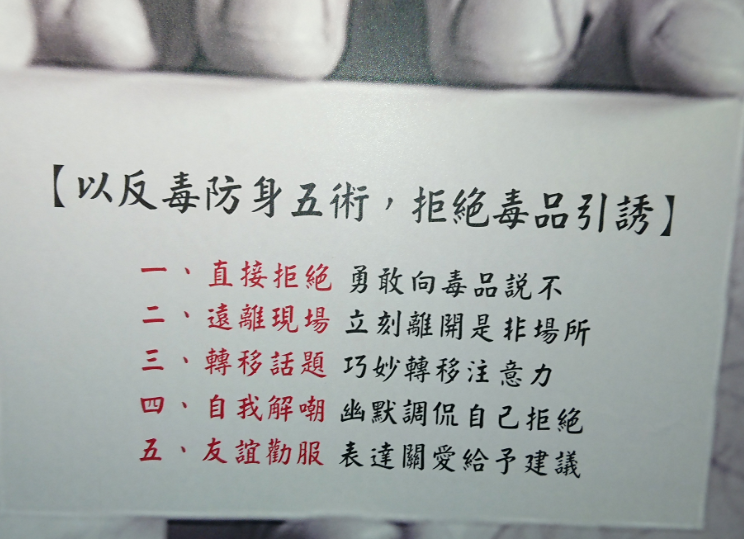 【以反毒防身五術，拒絕毒品引誘】
一、直接拒絕 勇敢向毒品說不
二、遠離現場 立刻離開是非場所
三、轉移話題 巧妙轉移注意力
四、自我解嘲 幽默調侃自己拒絕
五、友誼勸服 表達關愛給予建議